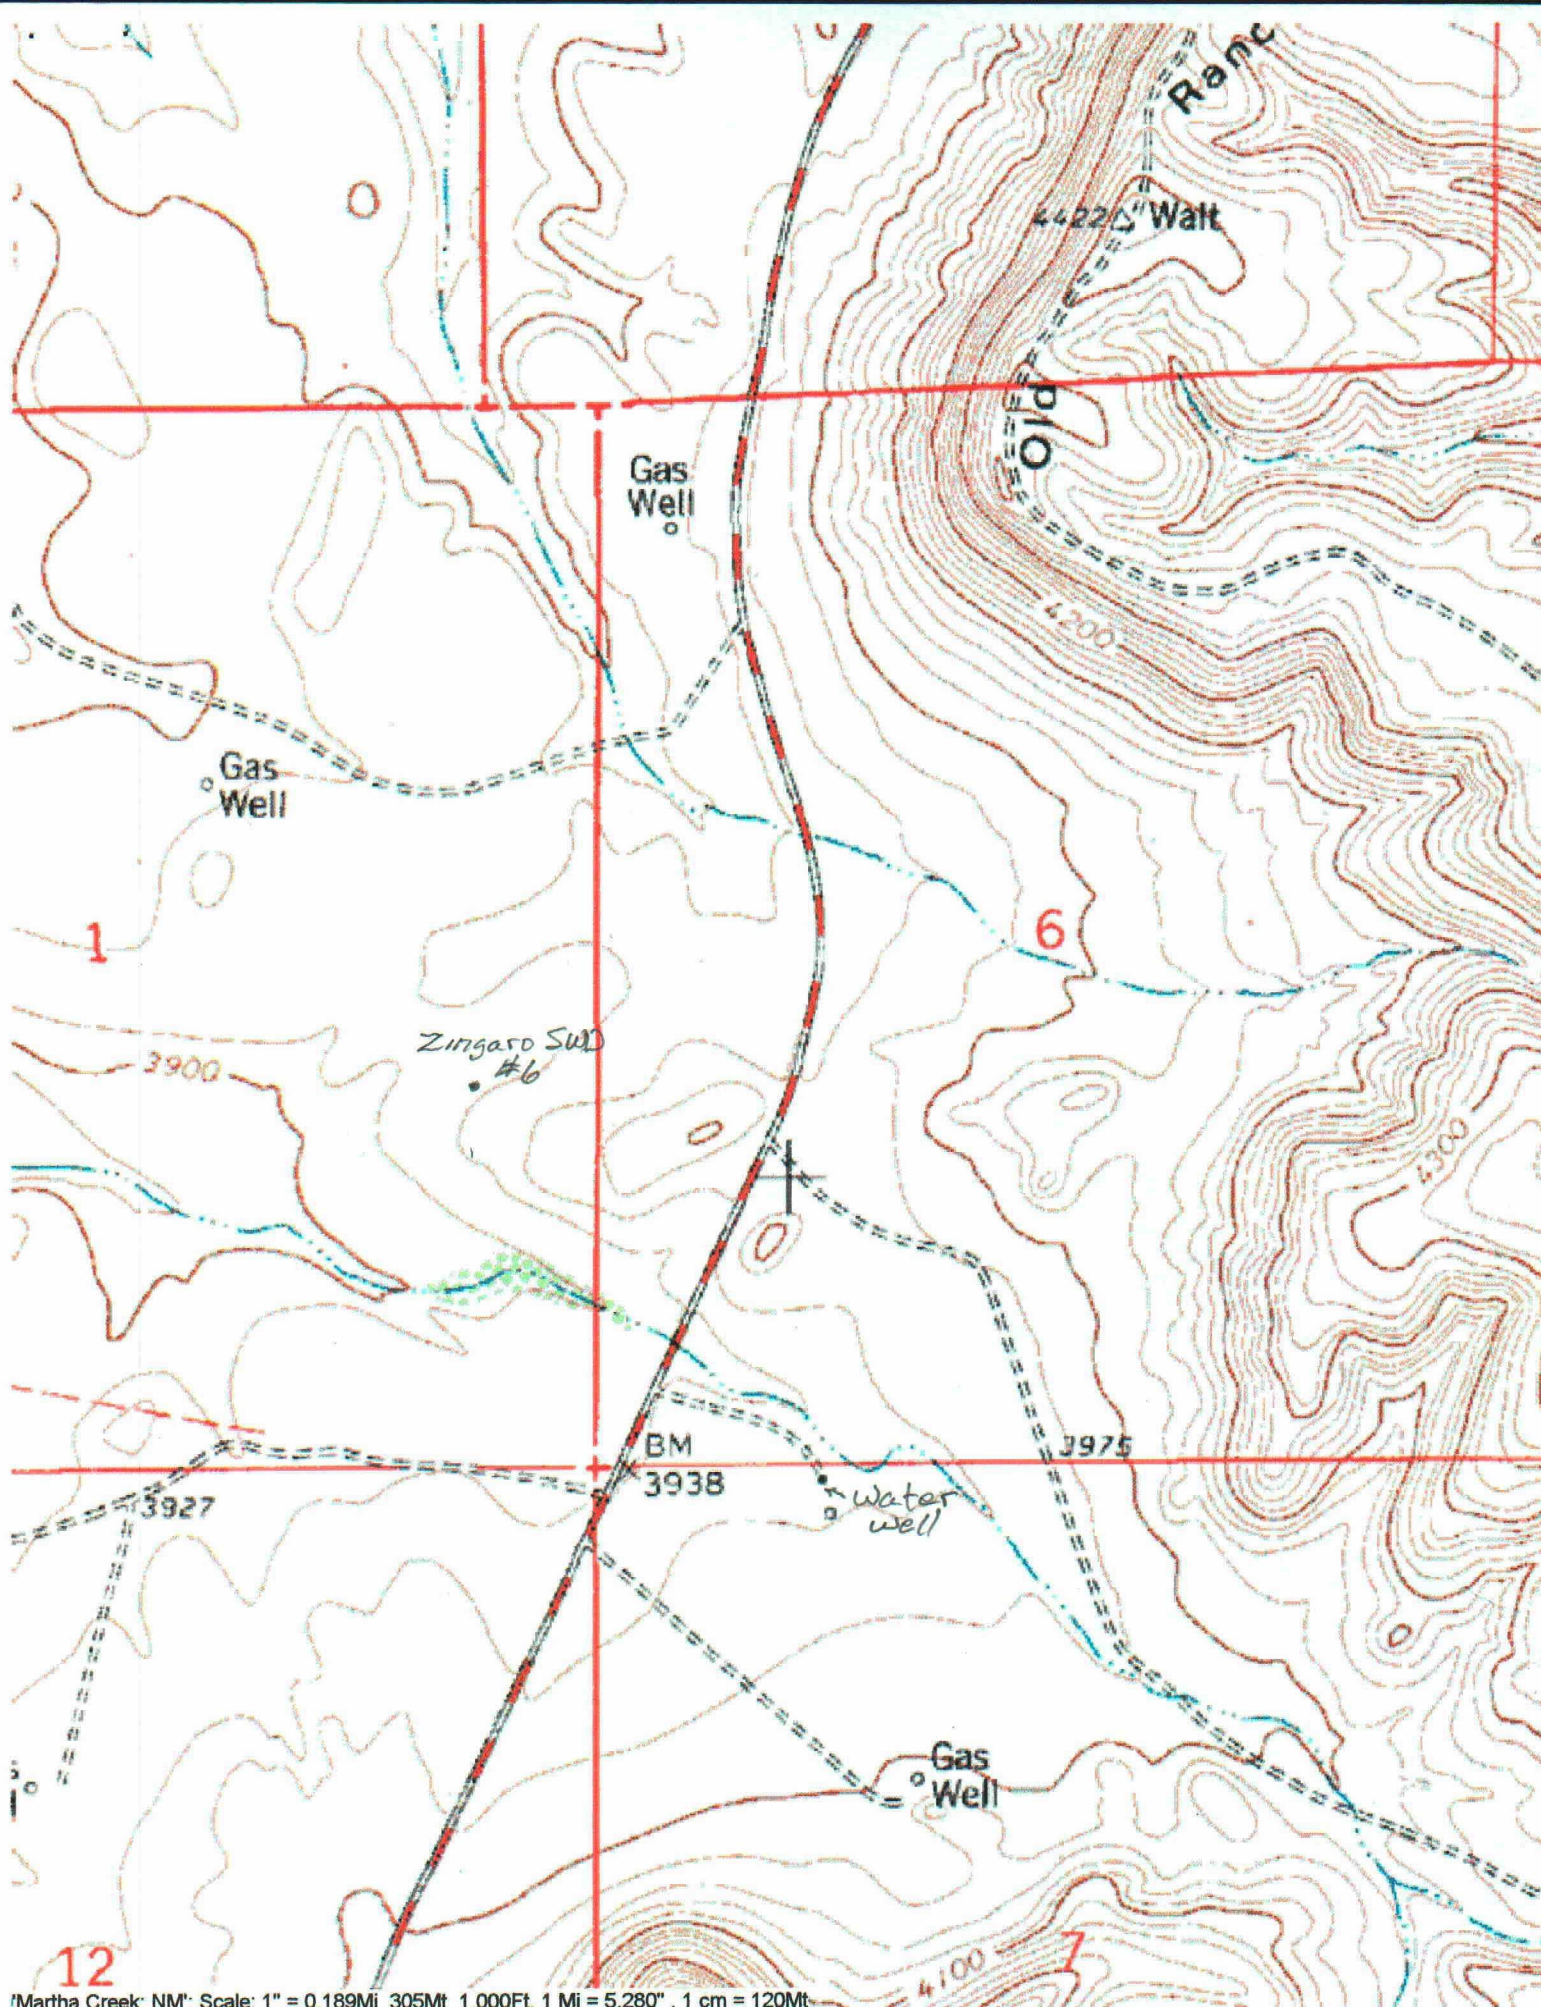 Ranc
4422 Walt
Old
Gas
Well
4200
Gas
Well
1
6
Zingaro SWD
#6
3900
4300
BM
3938
3975
3927
Water
well
Gas
Well
12
7
4100
'Martha Creek; NM'; Scale: 1" = 0.189Mi 305Mt 1,000Ft, 1 Mi = 5.280" , 1 cm = 120Mt